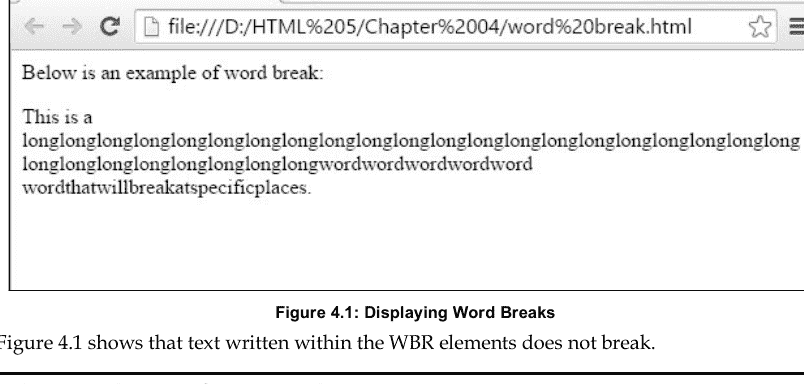 file:///D:/HTML%205/Chapter%2004/word%20break.html
Below is an example of word break:
This is a
longlonglonglonglonglonglonglonglonglonglonglonglonglonglonglonglonglonglong
longlonglonglonglonglonglongwordwordwordwordword
wordthatwillbreakatspecificplaces.
Figure 4.1: Displaying Word Breaks
Figure 4.1 shows that text written within the WBR elements does not break.